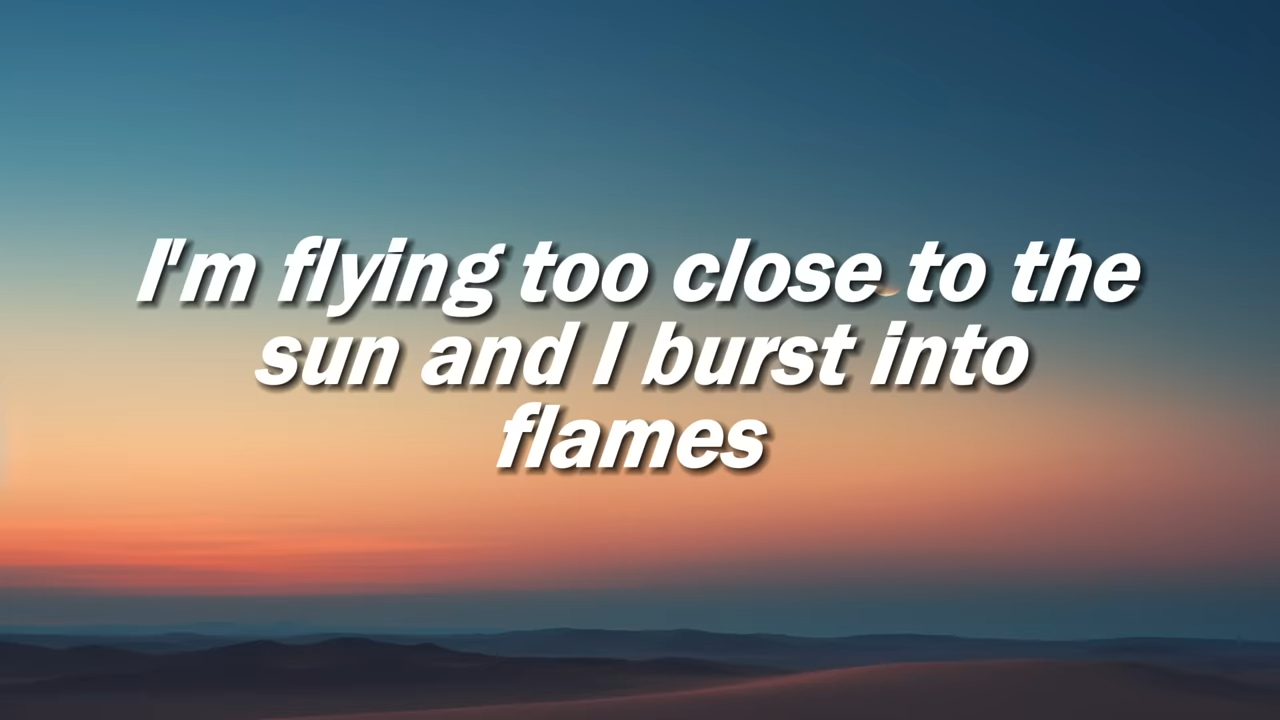 I'm flying too close to the
sun and I burst into
flames